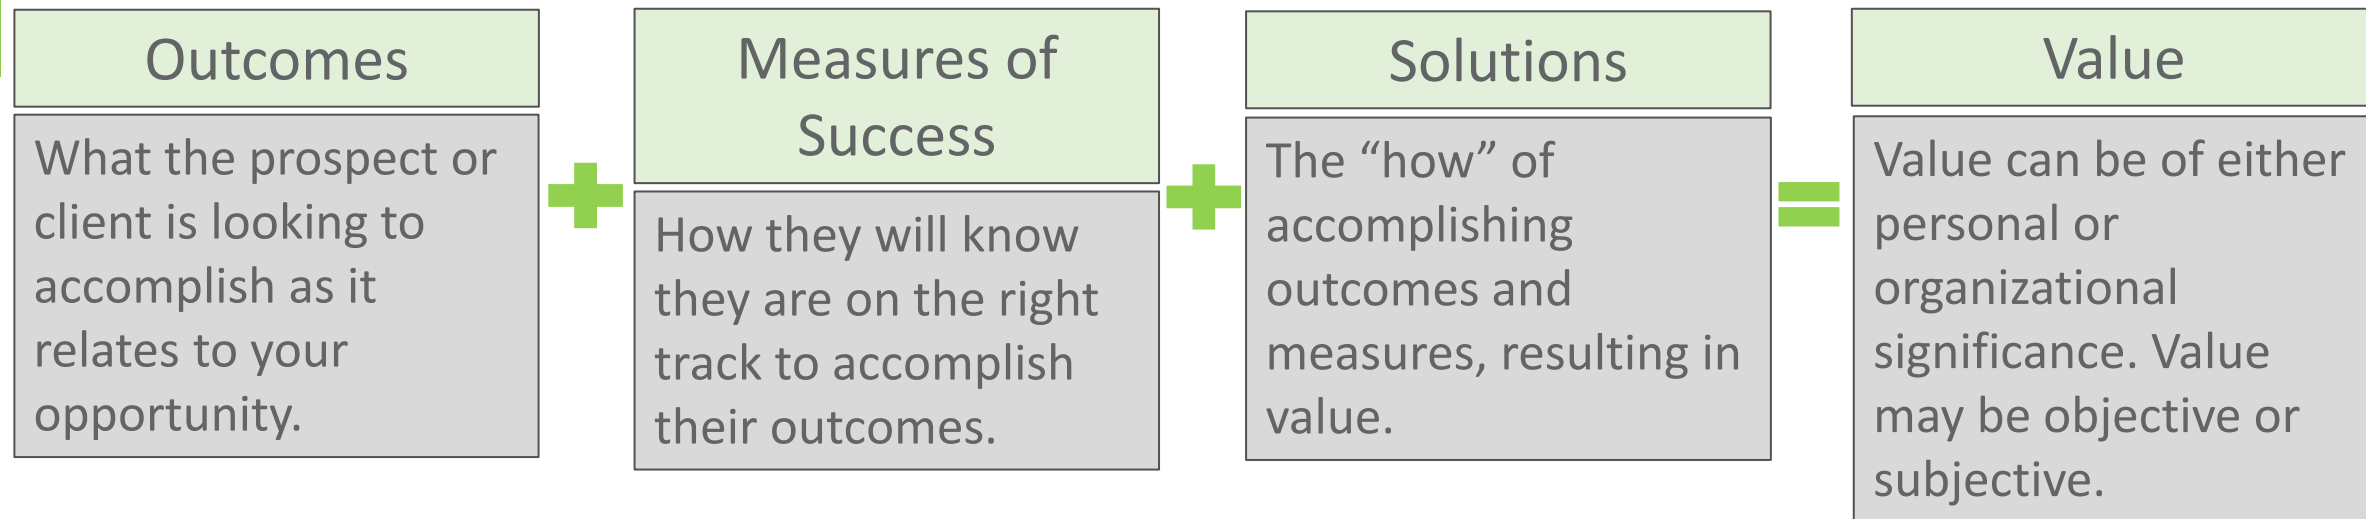 Outcomes
What the prospect or
client is looking to
accomplish as it
relates to your
opportunity.
Measures of
Success
How they will know
they are on the right
track to accomplish
their outcomes.
Solutions
The “how” of
accomplishing
outcomes and
measures, resulting in
value.
Value
Value can be of either
personal or
organizational
significance. Value
may be objective or
subjective.